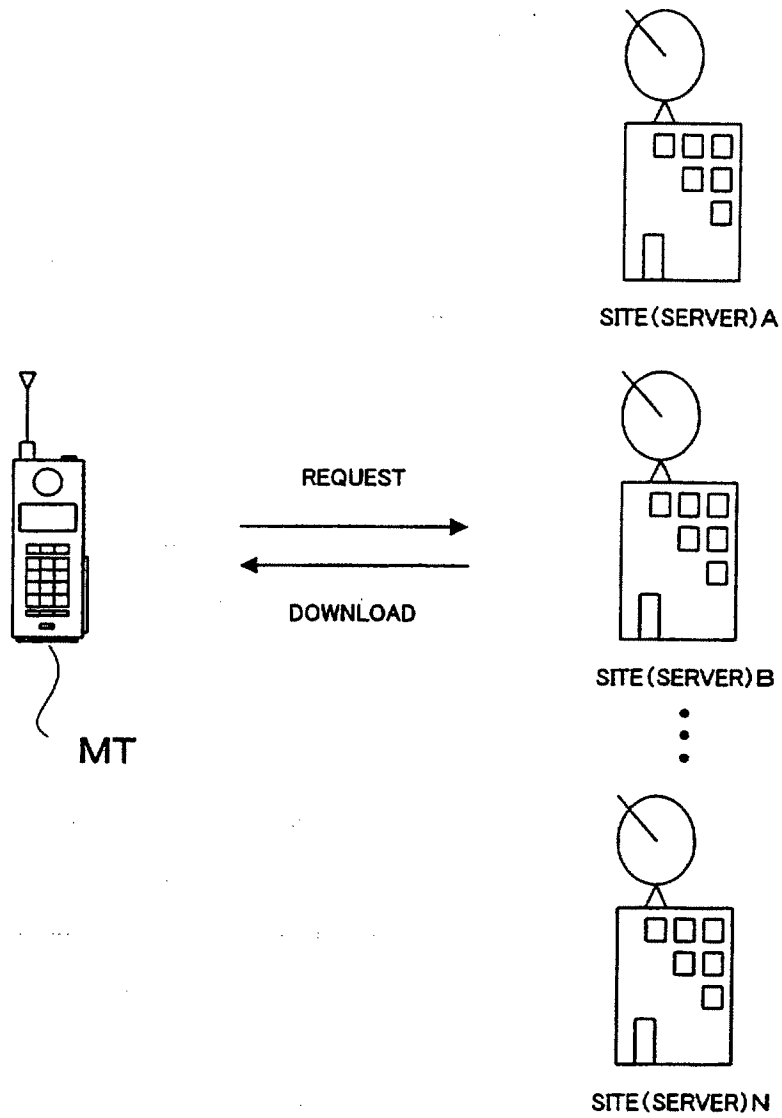 SITE(SERVER)A
REQUEST
DOWNLOAD
SITE(SERVER)B
MT
SITE(SERVER)N